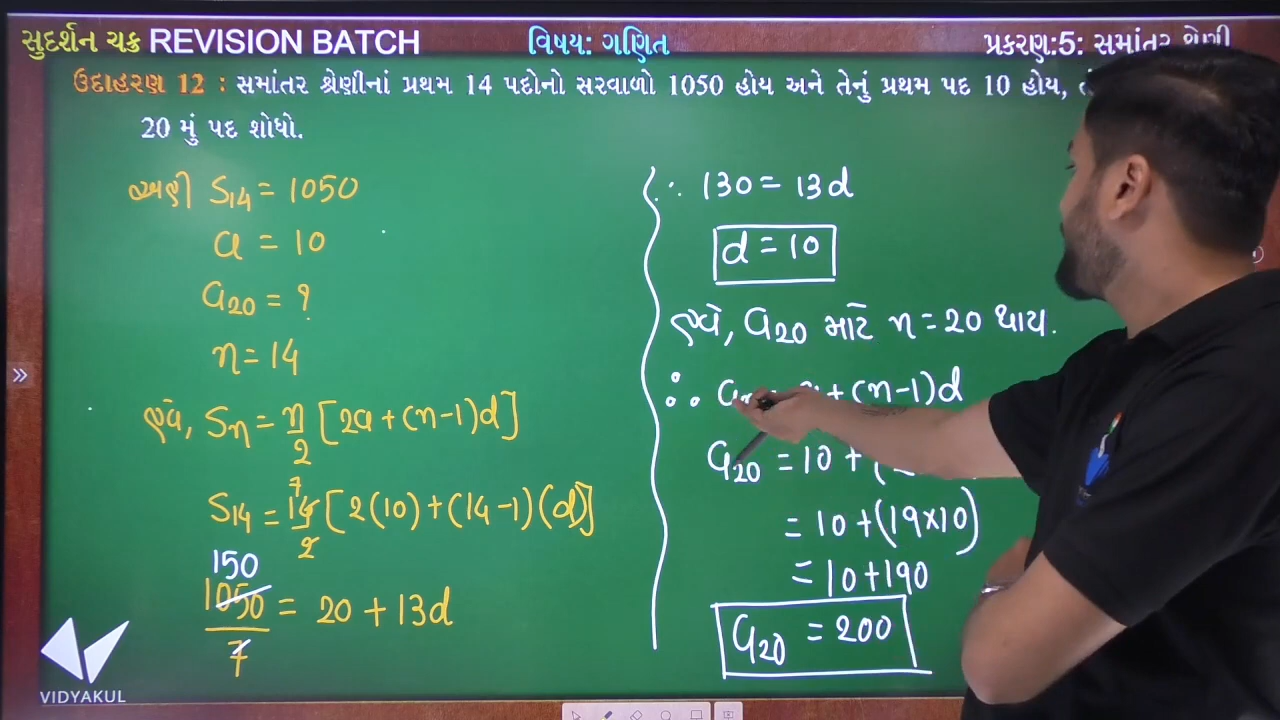 સુદર્શન ચક્ર REVISION BATCH
વિષય: ગણિત
પ્રકરણ:5: સમાંતર શ્રેણી
ઉદાહરણ 12 : સમાંતર શ્રેણીનાં પ્રથમ 14 પદોનો સરવાળો 1050 હોય અને તેનું પ્રથમ પદ 10 હોય,
20 મું પદ શોધો.
અહીં S14 = 1050
a = 10
a20 = ?
n = 14
હવે, Sn = n/2 [2a + (n-1)d]
S14 = 14/2 [2(10) + (14-1)(d)]
7
150
1050/7 = 20 + 13d
∴ 130 = 13d
d = 10
હવે, a20 માટે n = 20 થાય.
∴ a + (n-1)d
a20 = 10 + (
= 10 + (19×10)
= 10+190
a20 = 200
VIDYAKUL